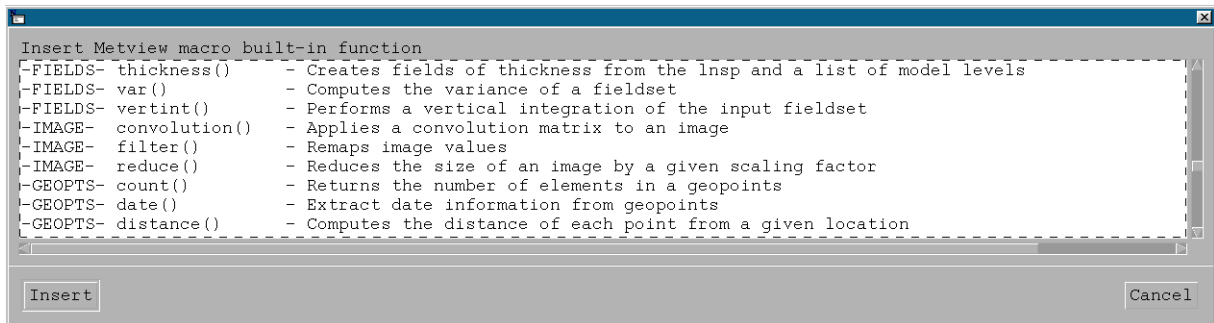 Insert Metview macro built-in function
-FIELDS- thickness() - Creates fields of thickness from the lnsp and a list of model levels
-FIELDS- var() - Computes the variance of a fieldset
-FIELDS- vertint() - Performs a vertical integration of the input fieldset
-IMAGE- convolution() - Applies a convolution matrix to an image
-IMAGE- filter() - Remaps image values
-IMAGE- reduce() - Reduces the size of an image by a given scaling factor
-GEOPTS- count() - Returns the number of elements in a geopoints
-GEOPTS- date() - Extract date information from geopoints
-GEOPTS- distance() - Computes the distance of each point from a given location
Insert Cancel